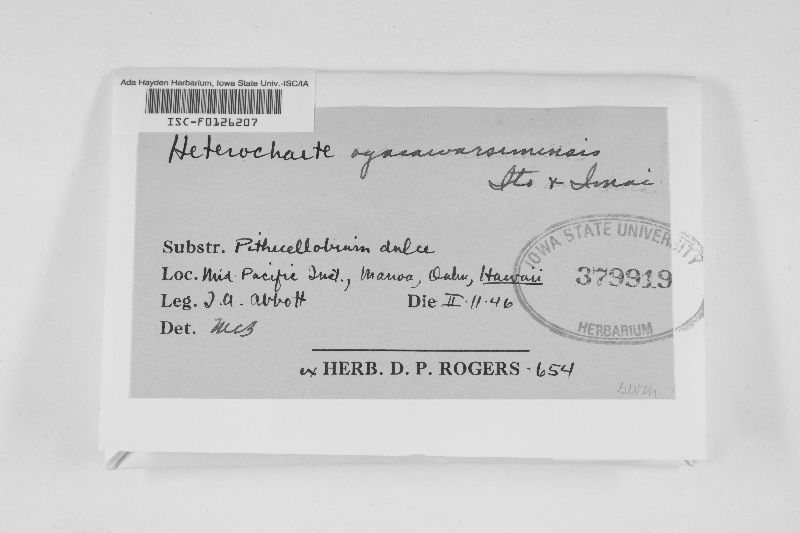 Ada Hayden Herbarium, Iowa State Univ.-ISC/IA
ISC-F0126207
Heterochaete ogasawarsimensis
Ito & Imai
Substr. Pithecellobium dulce
Loc. Mid Pacific Inst., Manoa, Oahu, Hawaii
Leg. I.A. Abbott Die II·11·46
Det. McB
IOWA STATE UNIVERSITY
379919
HERBARIUM
ex HERB. D. P. ROGERS · 654